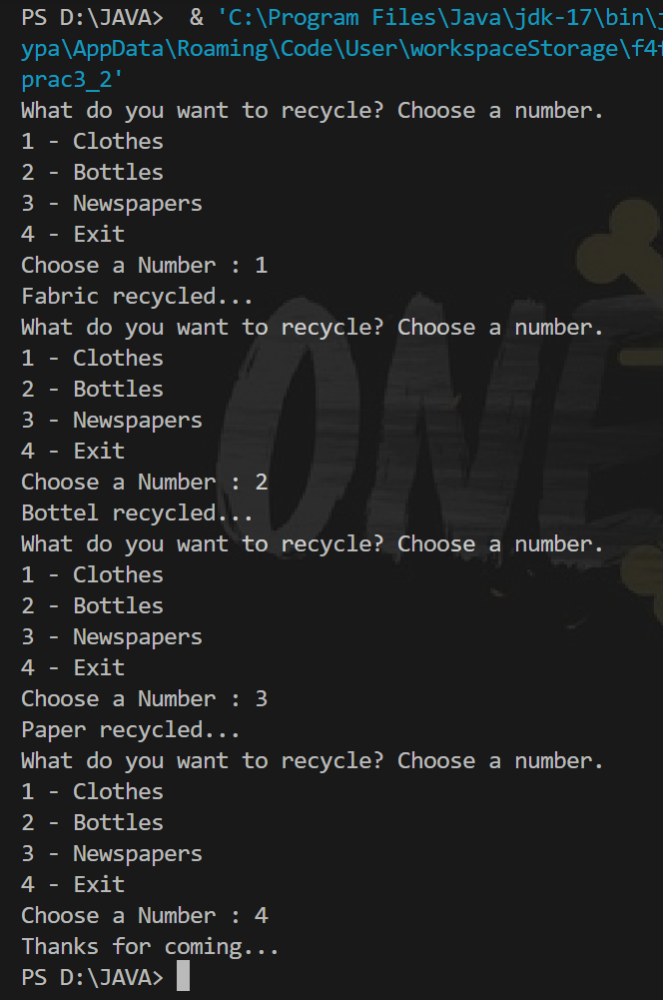 PS D:\JAVA>  & 'C:\Program Files\Java\jdk-17\bin\j
ypa\AppData\Roaming\Code\User\workspaceStorage\f4f
prac3_2'
What do you want to recycle? Choose a number.
1 - Clothes
2 - Bottles
3 - Newspapers
4 - Exit
Choose a Number : 1
Fabric recycled...
What do you want to recycle? Choose a number.
1 - Clothes
2 - Bottles
3 - Newspapers
4 - Exit
Choose a Number : 2
Bottel recycled...
What do you want to recycle? Choose a number.
1 - Clothes
2 - Bottles
3 - Newspapers
4 - Exit
Choose a Number : 3
Paper recycled...
What do you want to recycle? Choose a number.
1 - Clothes
2 - Bottles
3 - Newspapers
4 - Exit
Choose a Number : 4
Thanks for coming...
PS D:\JAVA>
ONE